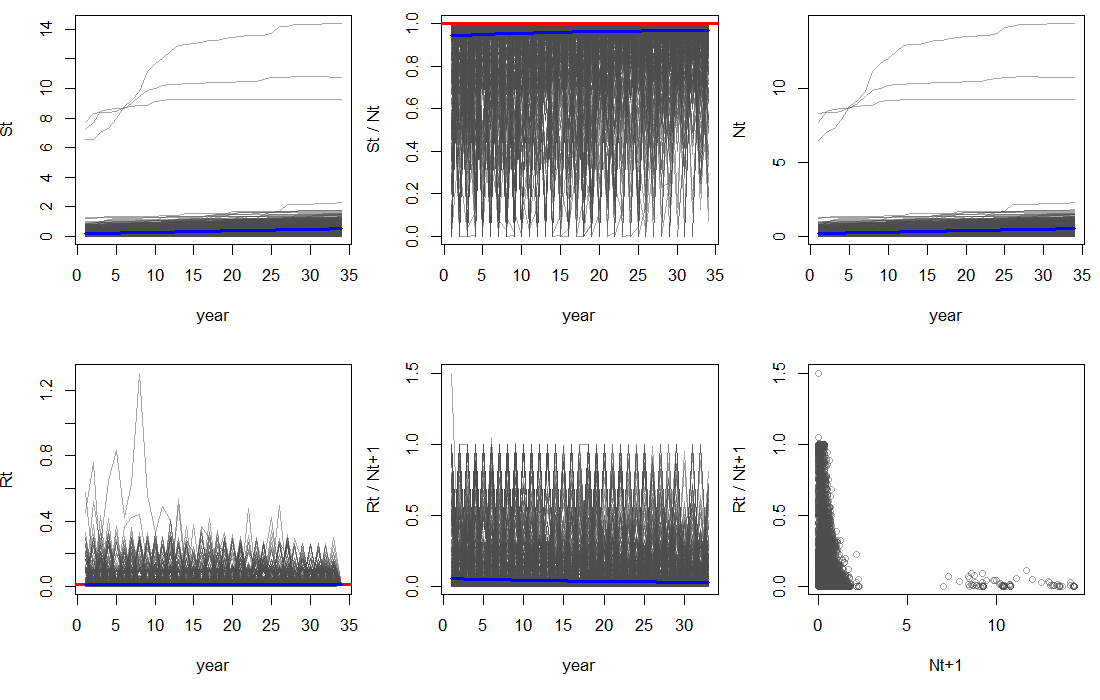 St
0 2 4 6 8 10 14
0 5 10 15 20 25 30 35
year
St / Nt
0.0 0.2 0.4 0.6 0.8 1.0
0 5 10 15 20 25 30 35
year
Nt
0 5 10
0 5 10 15 20 25 30 35
year
Rt
0.0 0.4 0.8 1.2
0 5 10 15 20 25 30 35
year
Rt / Nt+1
0.0 0.5 1.0 1.5
0 5 10 15 20 25 30
year
Rt / Nt+1
0.0 0.5 1.0 1.5
0 5 10
Nt+1